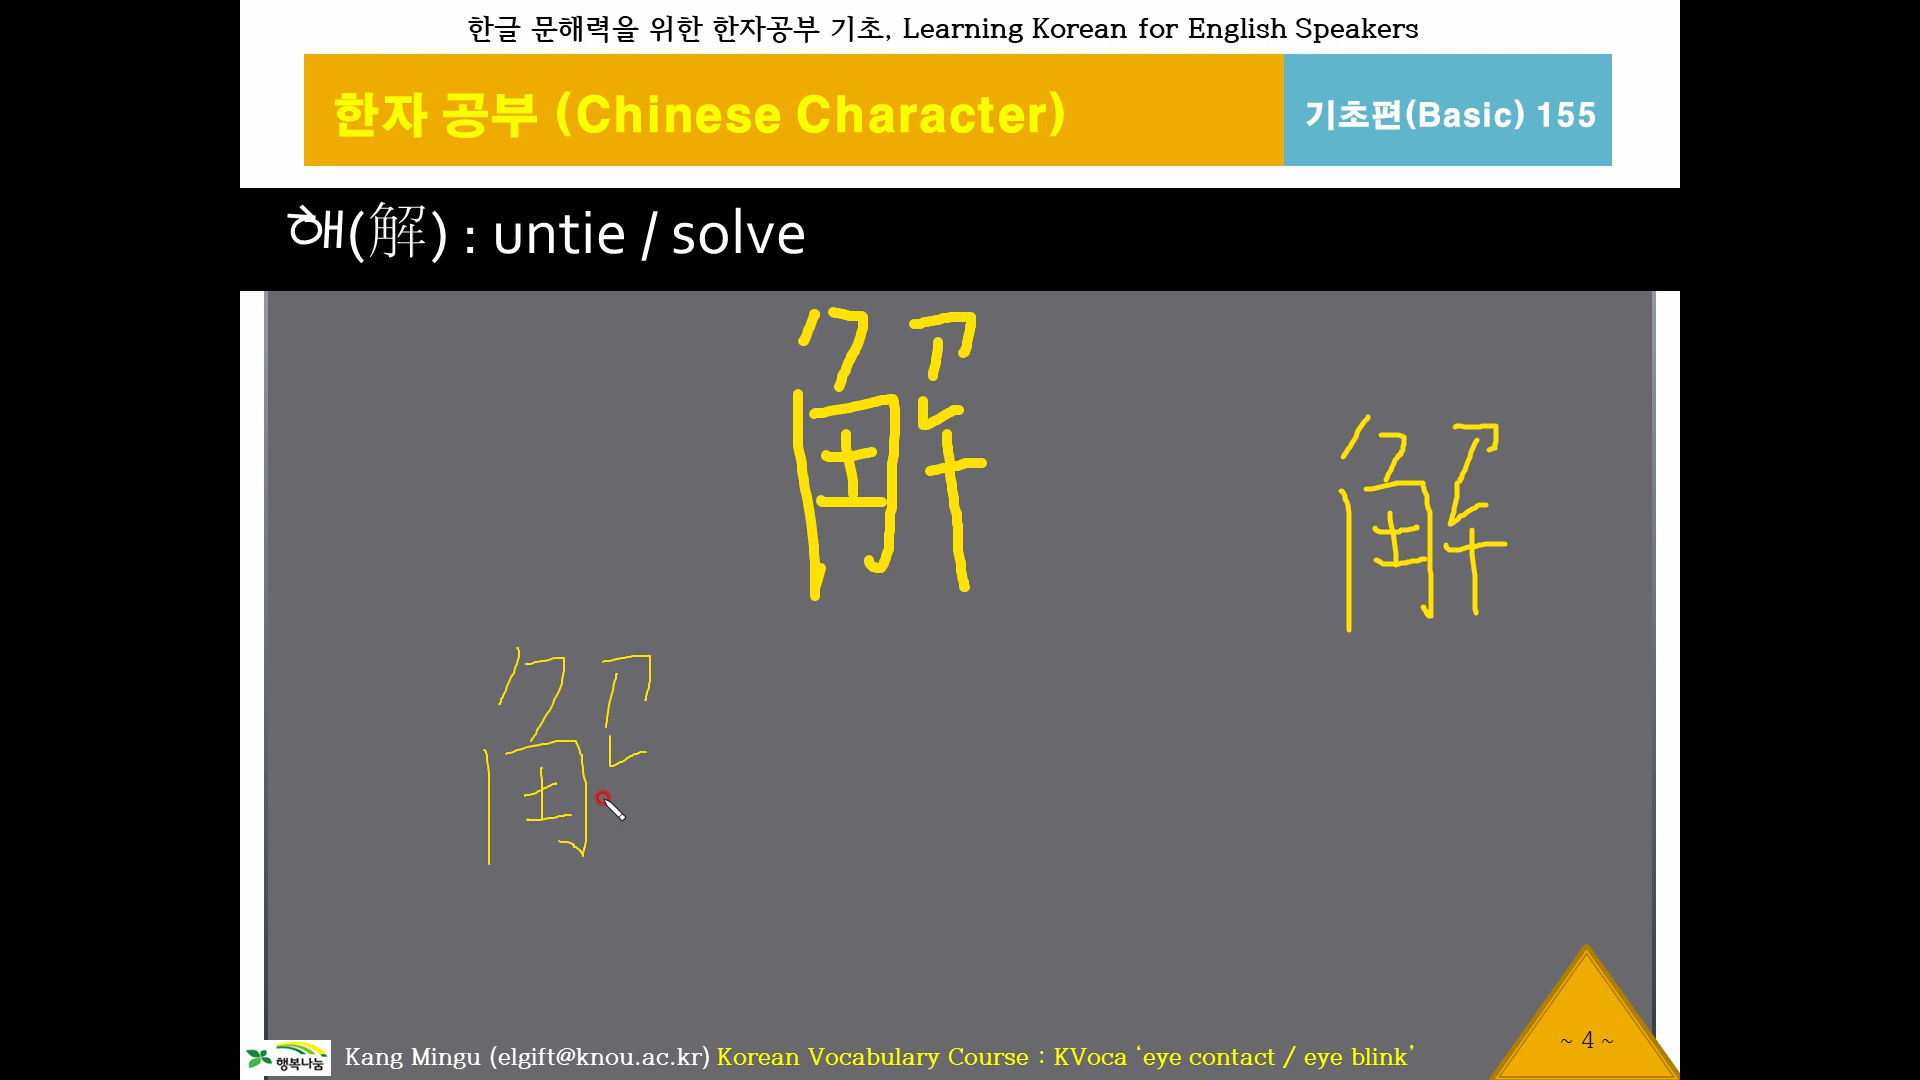 한글 문해력을 위한 한자공부 기초, Learning Korean for English Speakers
한자 공부 (Chinese Character)
기초편(Basic) 155
해(解) : untie / solve
解
解
~ 4 ~
행복나눔
Kang Mingu (elgift@knou.ac.kr) Korean Vocabulary Course : KVoca ‘eye contact / eye blink’